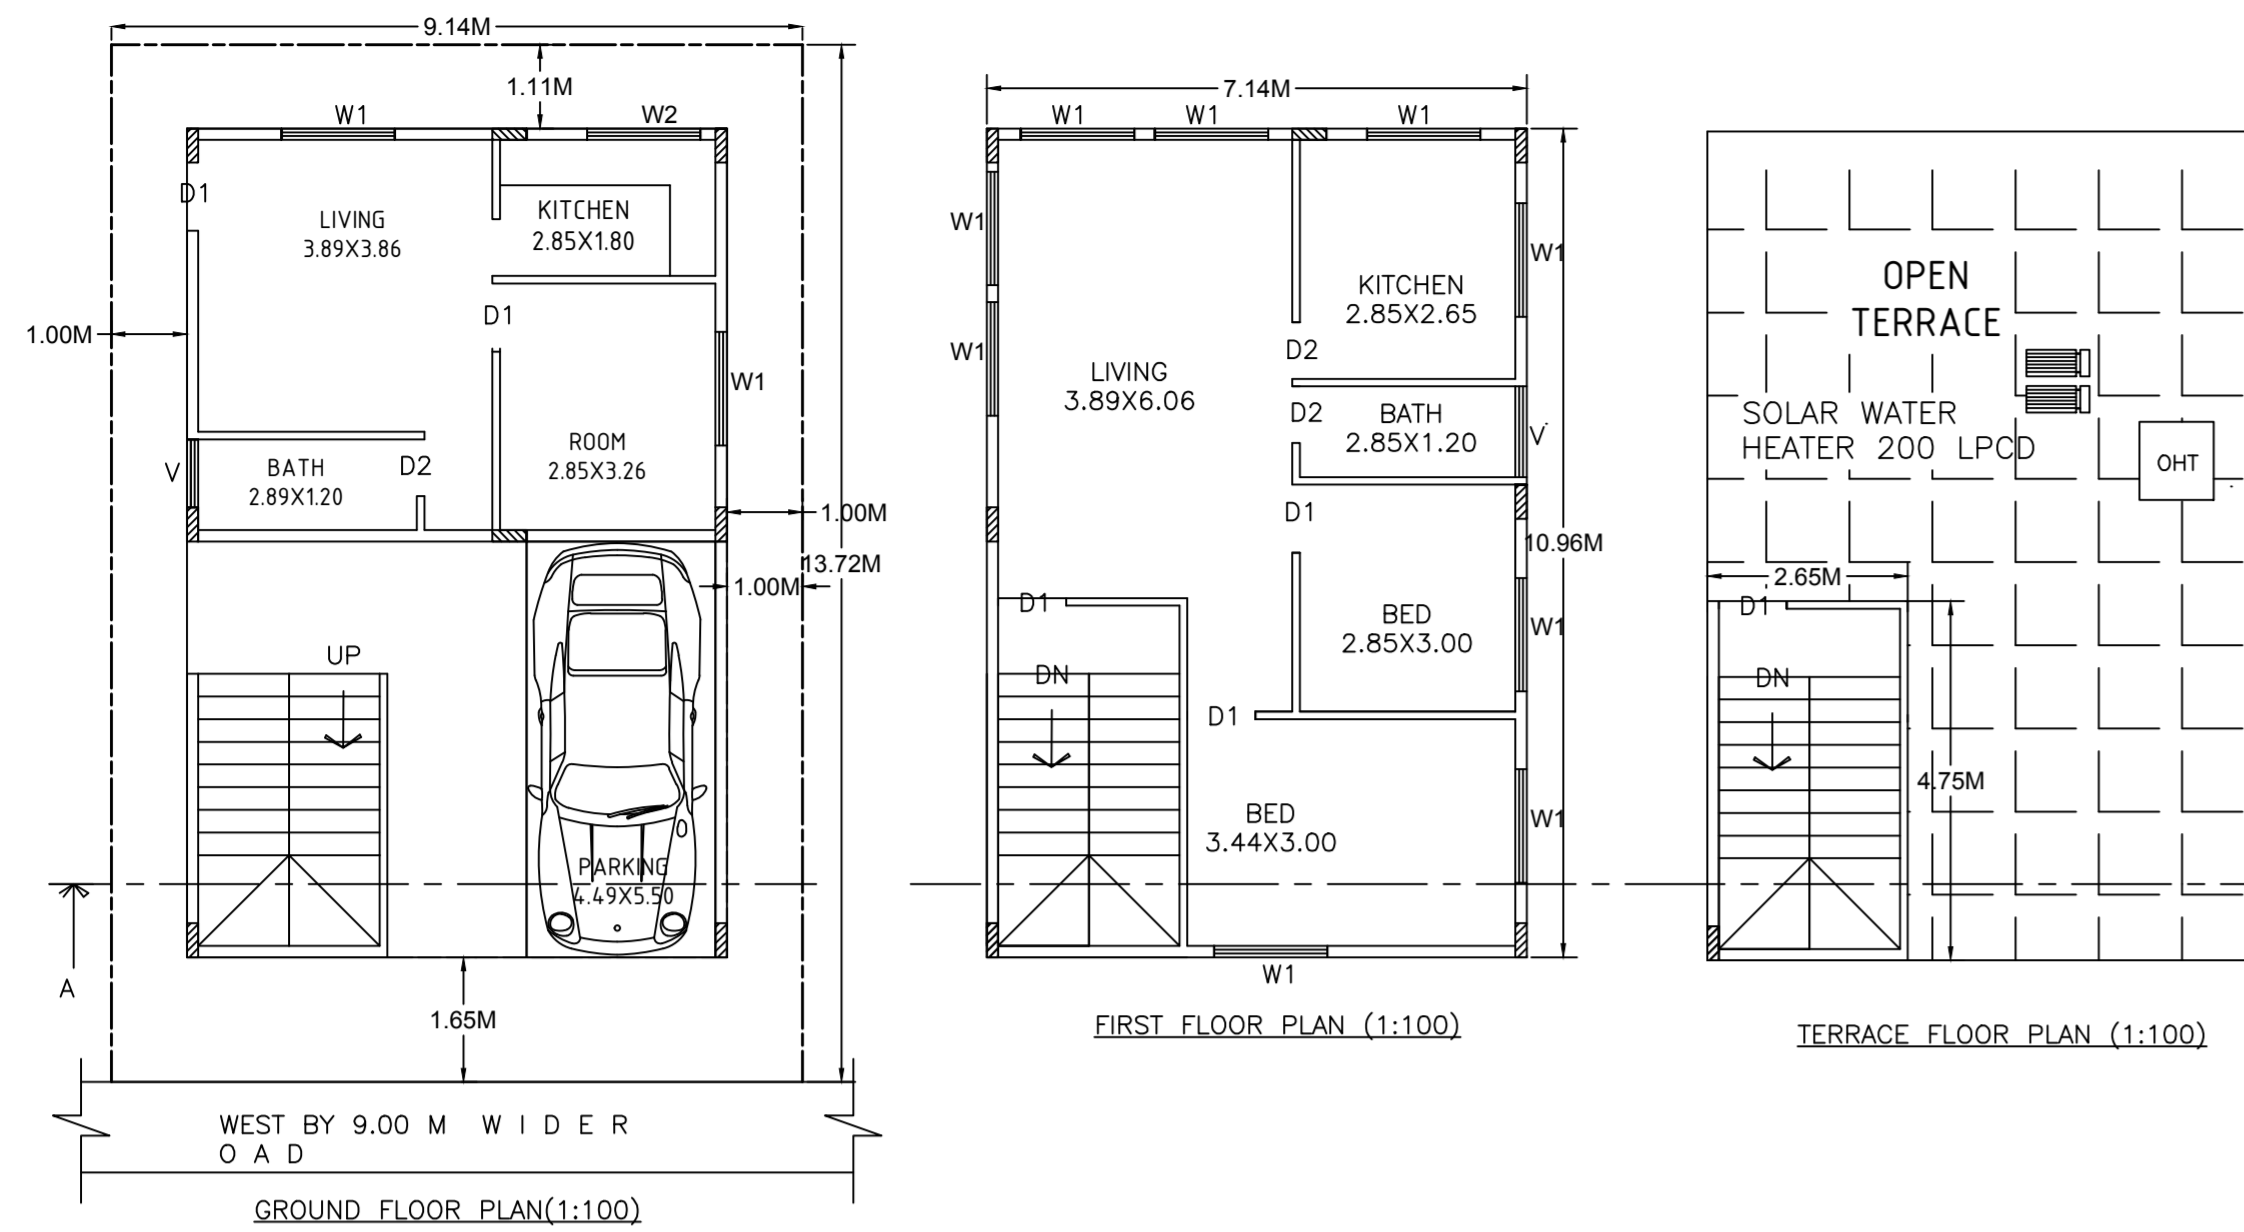 9.14M
1.11M
W1
W2
D1
LIVING
3.89X3.86
KITCHEN
2.85X1.80
1.00M
D1
W1
ROOM
2.85X3.26
V
BATH
2.89X1.20
D2
1.00M
13.72M
1.00M
UP
PARKING
4.49X5.50
A
1.65M
WEST BY 9.00 M W I D E R
O A D
GROUND FLOOR PLAN(1:100)
7.14M
W1
W1
W1
W1
W1
KITCHEN
2.85X2.65
D2
W1
LIVING
3.89X6.06
D2
BATH
2.85X1.20
V
D1
10.96M
D1
BED
2.85X3.00
W1
DN
D1
BED
3.44X3.00
W1
W1
FIRST FLOOR PLAN (1:100)
OPEN
TERRACE
SOLAR WATER
HEATER 200 LPCD
OHT
2.65M
D1
DN
4.75M
TERRACE FLOOR PLAN (1:100)